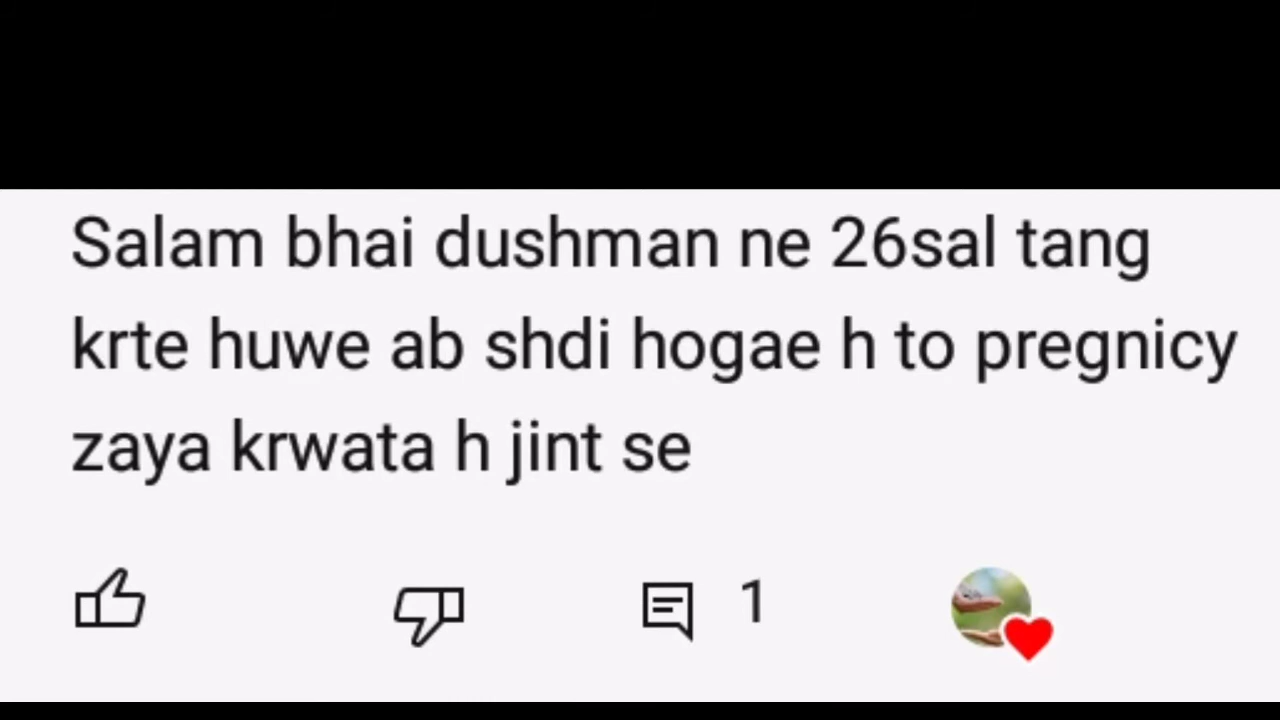 Salam bhai dushman ne 26sal tang
krte huwe ab shdi hogae h to pregnicy
zaya krwata h jint se
1